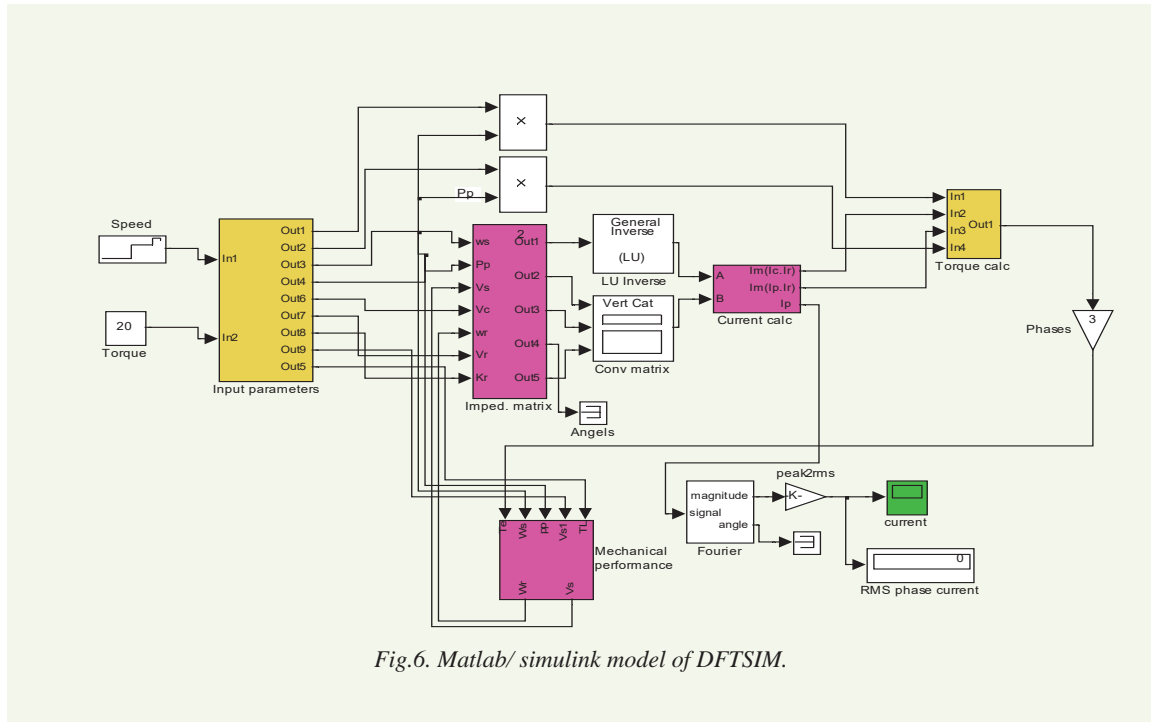 ×
×
Pp
Speed
20
Torque
In1
In2
Out1
Out2
Out3
Out4
Out6
Out7
Out8
Out9
Out5
Input parameters
ws
Pp
Vs
Vc
wr
Vr
Kr
2
Out1
Out2
Out3
Out4
Out5
Imped. matrix
General
Inverse
(LU)
LU Inverse
Vert Cat
Conv matrix
Angels
A
B
Im(Ic.Ir)
Im(Ip.Ir)
Ip
Current calc
In1
In2
In3
In4
Out1
Torque calc
3
Phases
Te
Ws
pp
Vs1
TL
Wr
Vs
Mechanical
performance
magnitude
signal
angle
Fourier
peak2rms
-K-
current
0
RMS phase current
Fig.6. Matlab/ simulink model of DFTSIM.